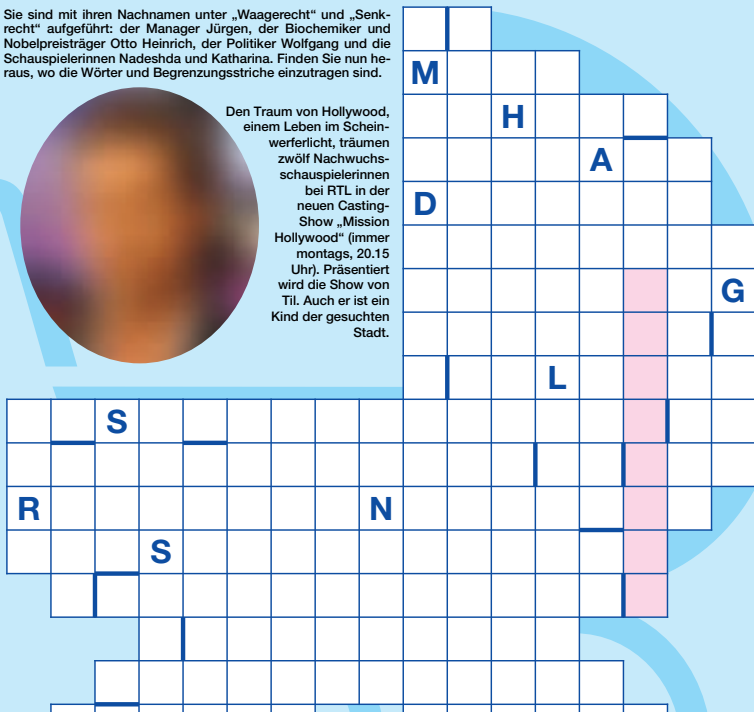 Sie sind mit ihren Nachnamen unter „Waagerecht“ und „Senk-
recht“ aufgeführt: der Manager Jürgen, der Biochemiker und
Nobelpreisträger Otto Heinrich, der Politiker Wolfgang und die
Schauspielerinnen Nadeshda und Katharina. Finden Sie nun he-
raus, wo die Wörter und Begrenzungsstriche einzutragen sind.
Den Traum von Hollywood,
einem Leben im Schein-
werferlicht, träumen
zwölf Nachwuchs-
schauspielerinnen
bei RTL in der
neuen Casting-
Show „Mission
Hollywood“ (immer
montags, 20.15
Uhr). Präsentiert
wird die Show von
Til. Auch er ist ein
Kind der gesuchten
Stadt.
M
H
A
D
G
L
S
R N
S